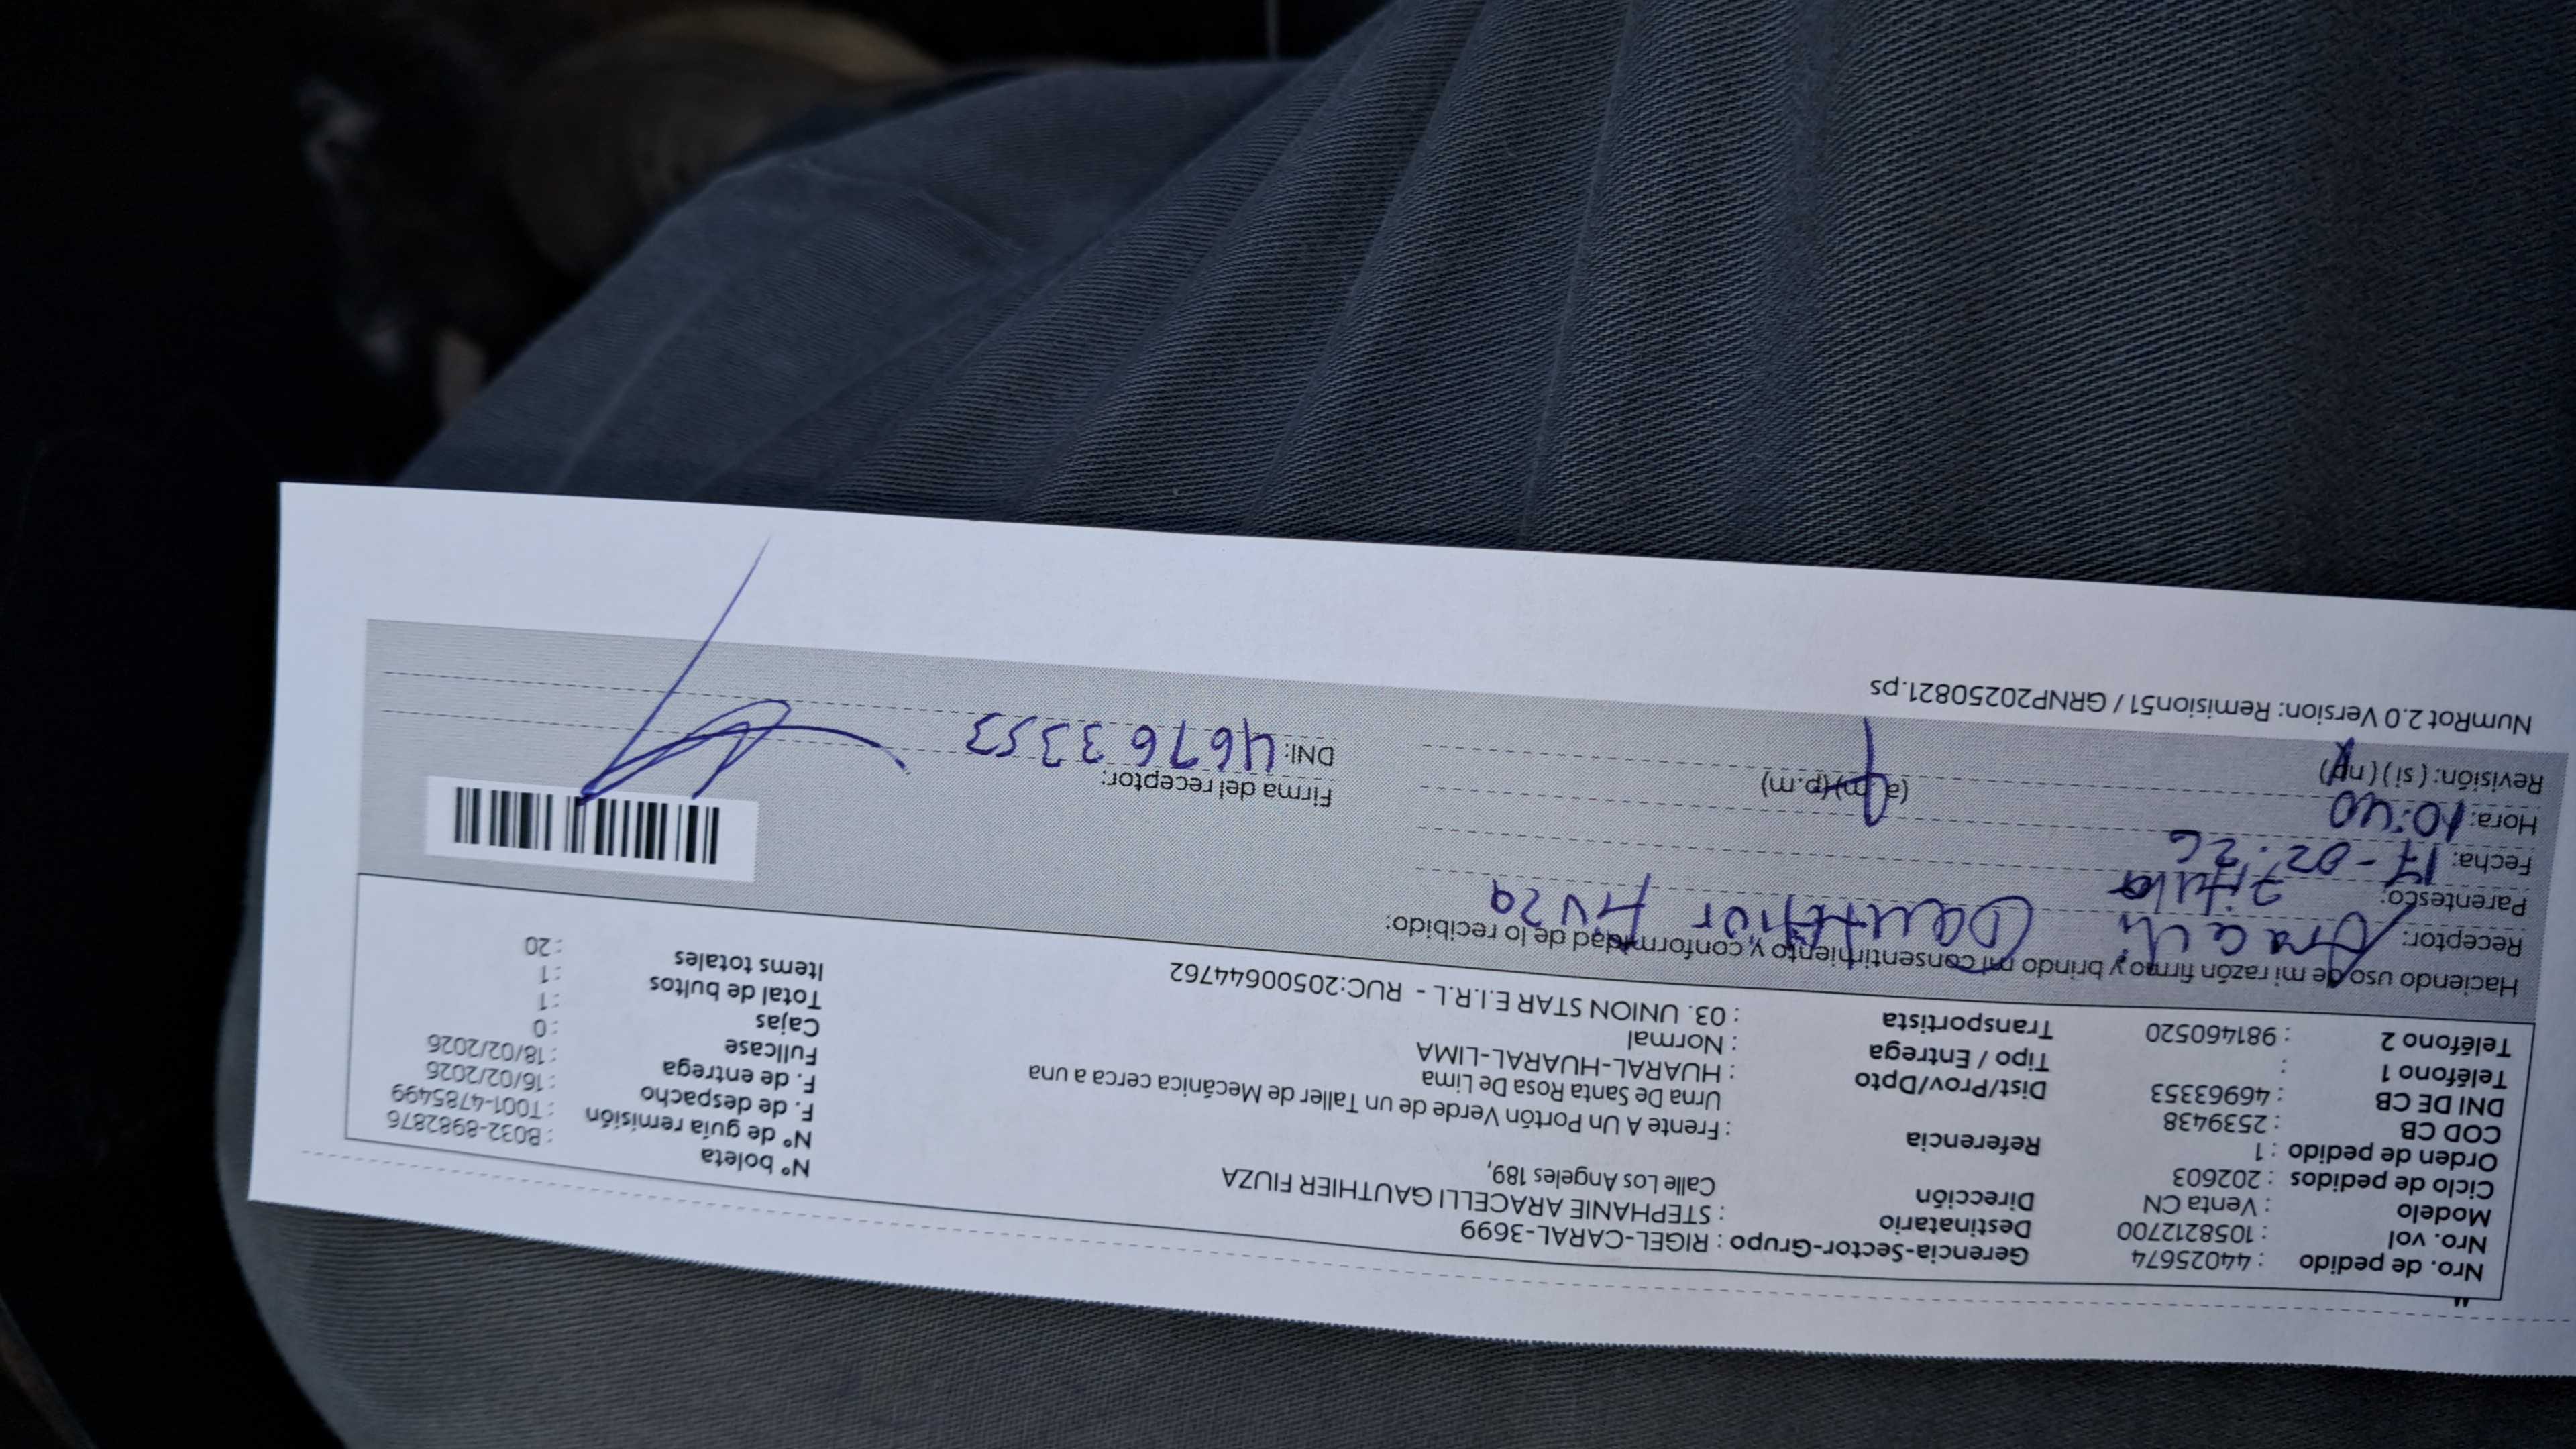 Nro. de pedido : 44025674
Nro. vol : 1058212700
Modelo : Venta CN
Ciclo de pedidos : 202603
Orden de pedido : 1
COD CB : 2539438
DNI DE CB : 46963353
Teléfono 1 :
Teléfono 2 : 981460520
Gerencia-Sector-Grupo : RIGEL-CARAL-3699
Destinatario : STEPHANIE ARACELLI GAUTHIER FIUZA
Dirección Calle Los Angeles 189,
Referencia : Frente A Un Portón Verde de un Taller de Mecánica cerca a una
Urna De Santa Rosa De Lima
Dist/Prov/Dpto : HUARAL-HUARAL-LIMA
Tipo / Entrega : Normal
Transportista : 03. UNION STAR E.I.R.L - RUC:20500644762
N° boleta : B032-8982876
N° de guía remisión : T001-4785499
F. de despacho : 16/02/2026
F. de entrega : 18/02/2026
Fullcase : 0
Cajas : 1
Total de bultos : 1
Items totales : 20
Haciendo uso de mi razón firmo y brindo mi consentimiento y conformidad de lo recibido:
Receptor: Araceli Gauthier Fiuza
Parentesco: Titular
Fecha: 17-02.26
Hora: 10:40 (a.m) (p.m)
Revisión: ( si ) ( no )
Firma del receptor:
DNI: 46763353
NumRot 2.0 Version: Remision51 / GRNP20250821.ps